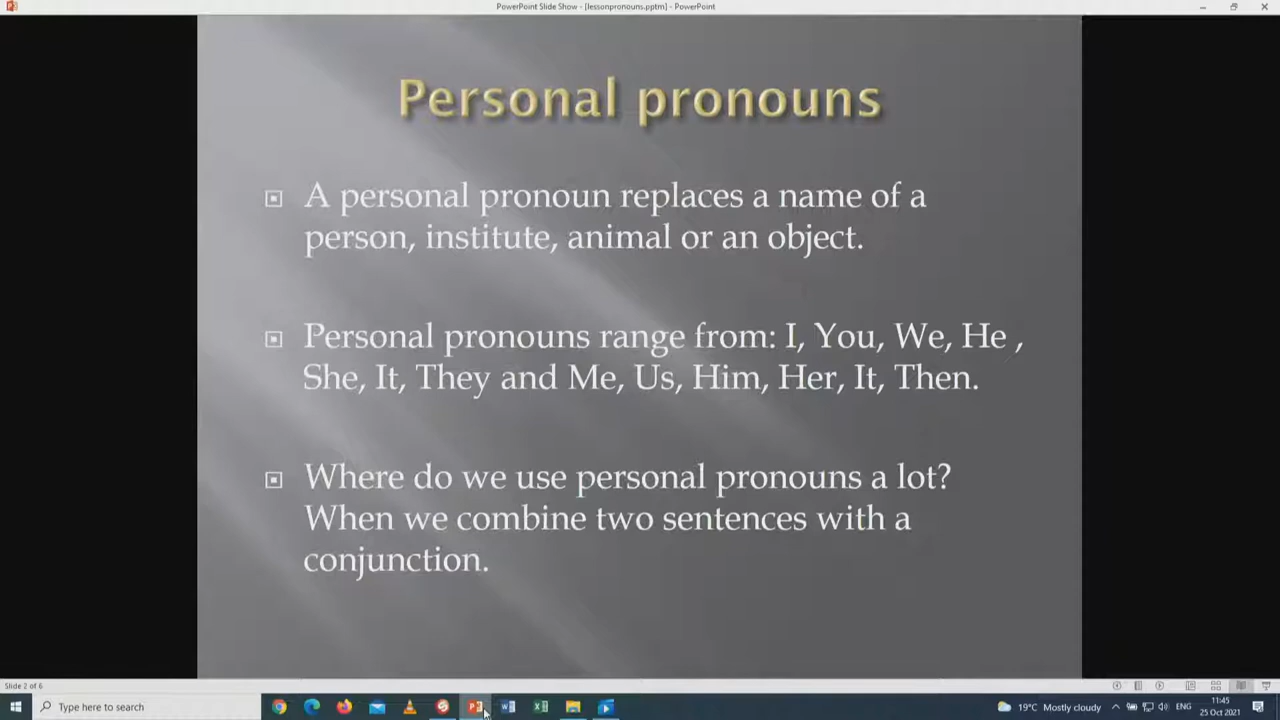 PowerPoint Slide Show - [lessonpronouns.pptm] - PowerPoint
Personal pronouns
A personal pronoun replaces a name of a
person, institute, animal or an object.
Personal pronouns range from: I, You, We, He ,
She, It, They and Me, Us, Him, Her, It, Then.
Where do we use personal pronouns a lot?
When we combine two sentences with a
conjunction.
Slide 2 of 6
Type here to search
19°C Mostly cloudy
ENG
11:45
25 Oct 2021